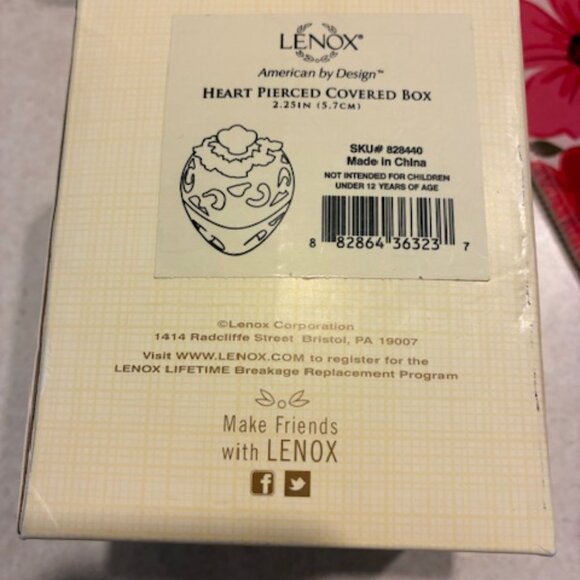 LENOX®
American by Design™
HEART PIERCED COVERED BOX
2.25IN (5.7CM)
SKU# 828440
Made in China
NOT INTENDED FOR CHILDREN
UNDER 12 YEARS OF AGE
8 82864 36323 7
©Lenox Corporation
1414 Radcliffe Street Bristol, PA 19007
Visit WWW.LENOX.COM to register for the
LENOX LIFETIME Breakage Replacement Program
Make Friends
with LENOX